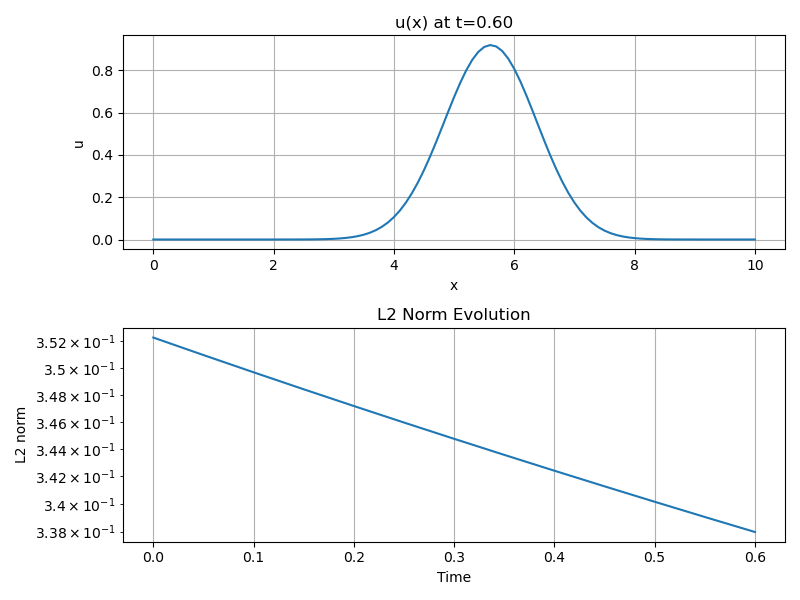 u(x) at t=0.60
u
0.8
0.6
0.4
0.2
0.0
0 2 4 6 8 10
x
L2 Norm Evolution
L2 norm
3.52 × 10⁻¹
3.5 × 10⁻¹
3.48 × 10⁻¹
3.46 × 10⁻¹
3.44 × 10⁻¹
3.42 × 10⁻¹
3.4 × 10⁻¹
3.38 × 10⁻¹
0.0 0.1 0.2 0.3 0.4 0.5 0.6
Time